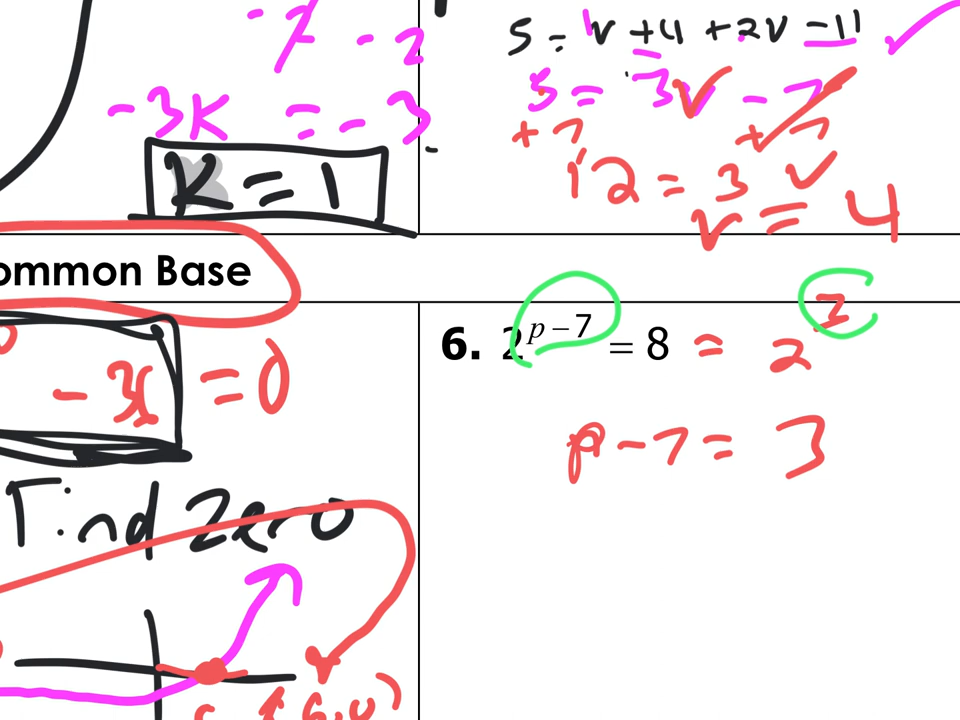 -7 - 2
-3K = -3
K = 1
5 = v + 4 + 2v - 11
5 = 3v - 7
+7 +7
12 = 3v
v = 4
ommon Base
- 3x = 0
Find Zero
6. 2^{p-7} = 8 = 2^3
p - 7 = 3